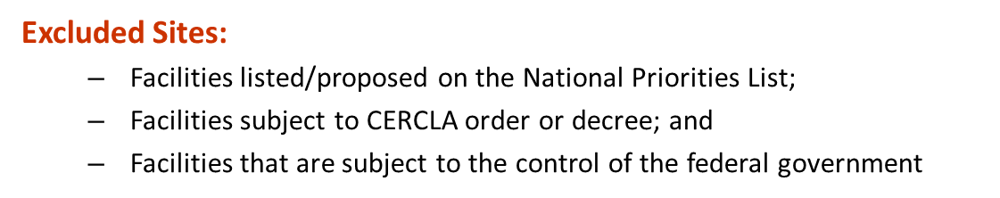 Excluded Sites:
– Facilities listed/proposed on the National Priorities List;
– Facilities subject to CERCLA order or decree; and
– Facilities that are subject to the control of the federal government